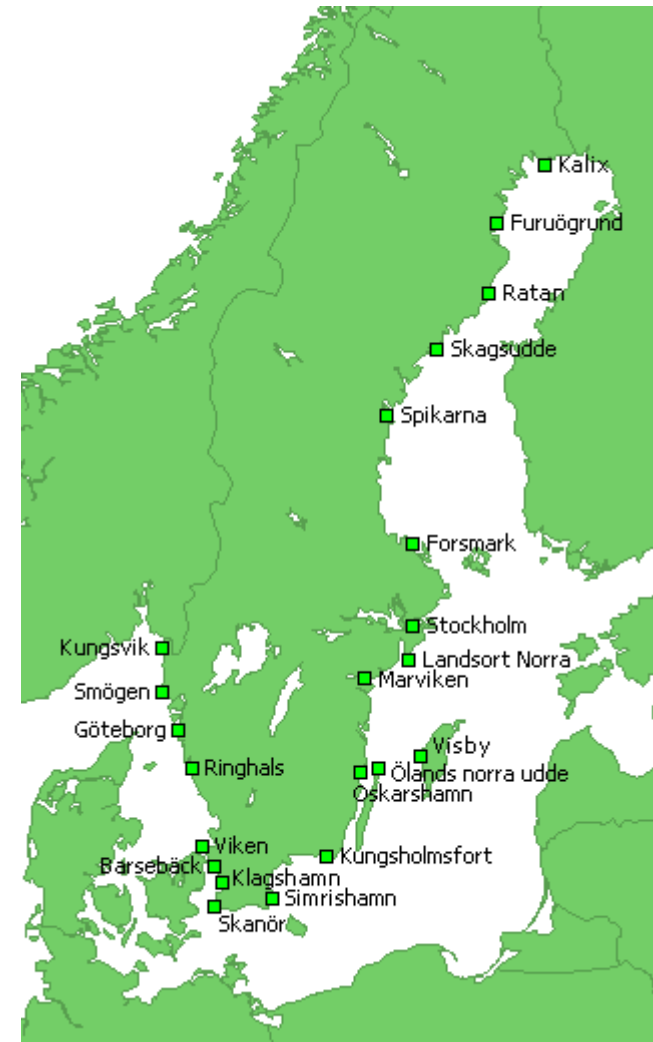 Kalix
Furuögrund
Ratan
Skagsudde
Spikarna
Forsmark
Stockholm
Kungsvik
Landsort Norra
Marviken
Smögen
Göteborg
Visby
Ringhals
Ölands norra udde
Oskarshamn
Viken
Kungsholmsfort
Barsebäck
Klagshamn
Simrishamn
Skanör